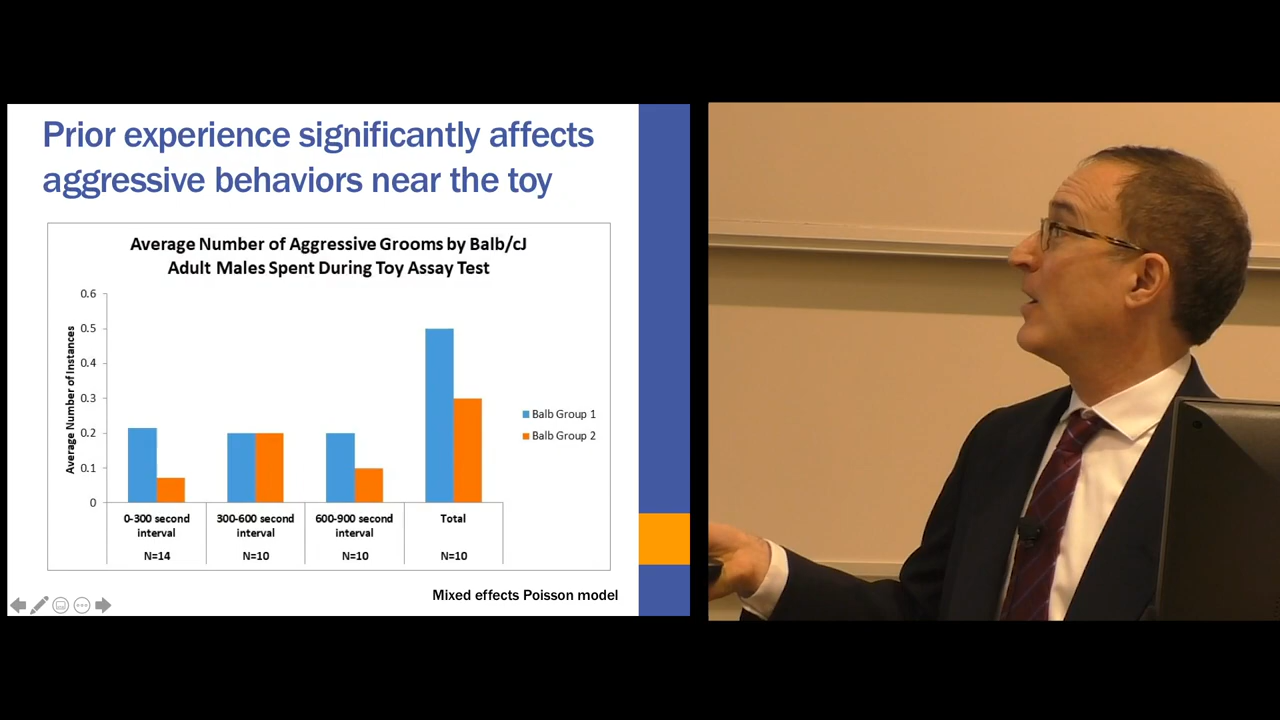 Prior experience significantly affects
aggressive behaviors near the toy
Average Number of Aggressive Grooms by Balb/cJ
Adult Males Spent During Toy Assay Test
Average Number of Instances
0.6
0.5
0.4
0.3
0.2
0.1
0
Balb Group 1
Balb Group 2
0-300 second
interval
300-600 second
interval
600-900 second
interval
Total
N=14
N=10
N=10
N=10
Mixed effects Poisson model